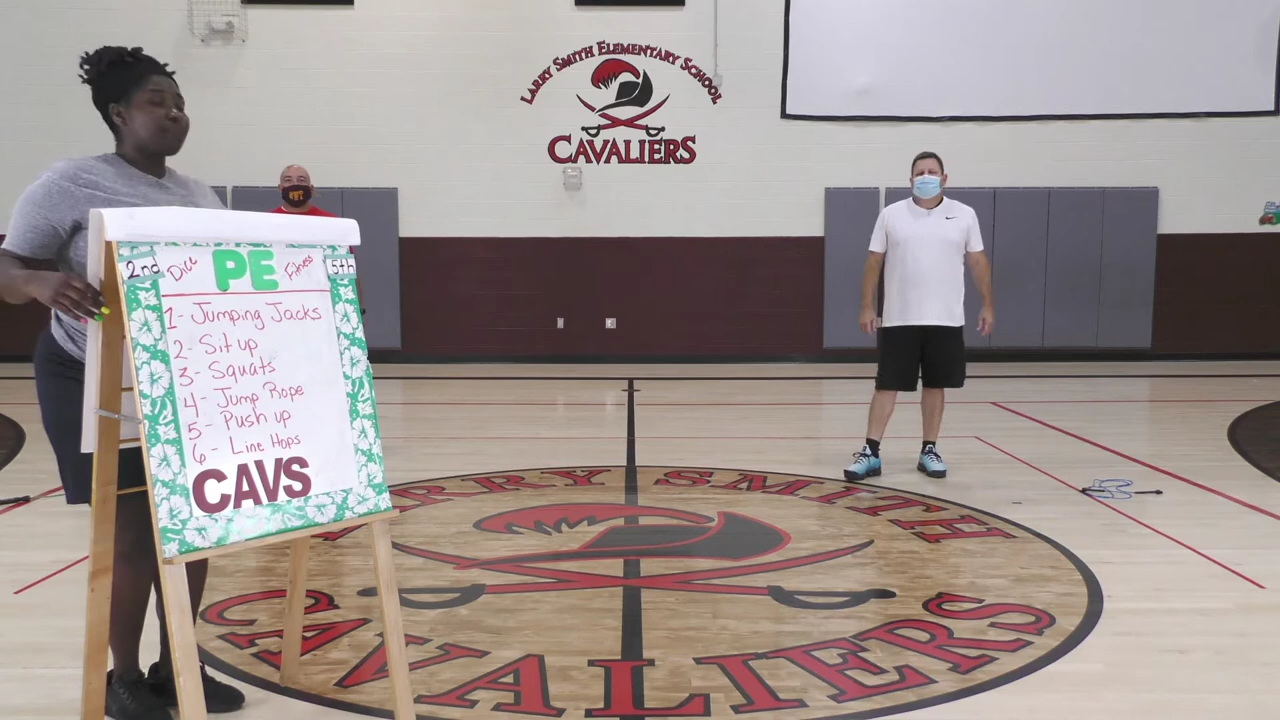 LARRY SMITH ELEMENTARY SCHOOL
CAVALIERS
2nd Dice PE Fitness 5th
1- Jumping Jacks
2- Sit up
3- Squats
4- Jump Rope
5- Push up
6- Line Hops
CAVS
LARRY SMITH
CAVALIERS